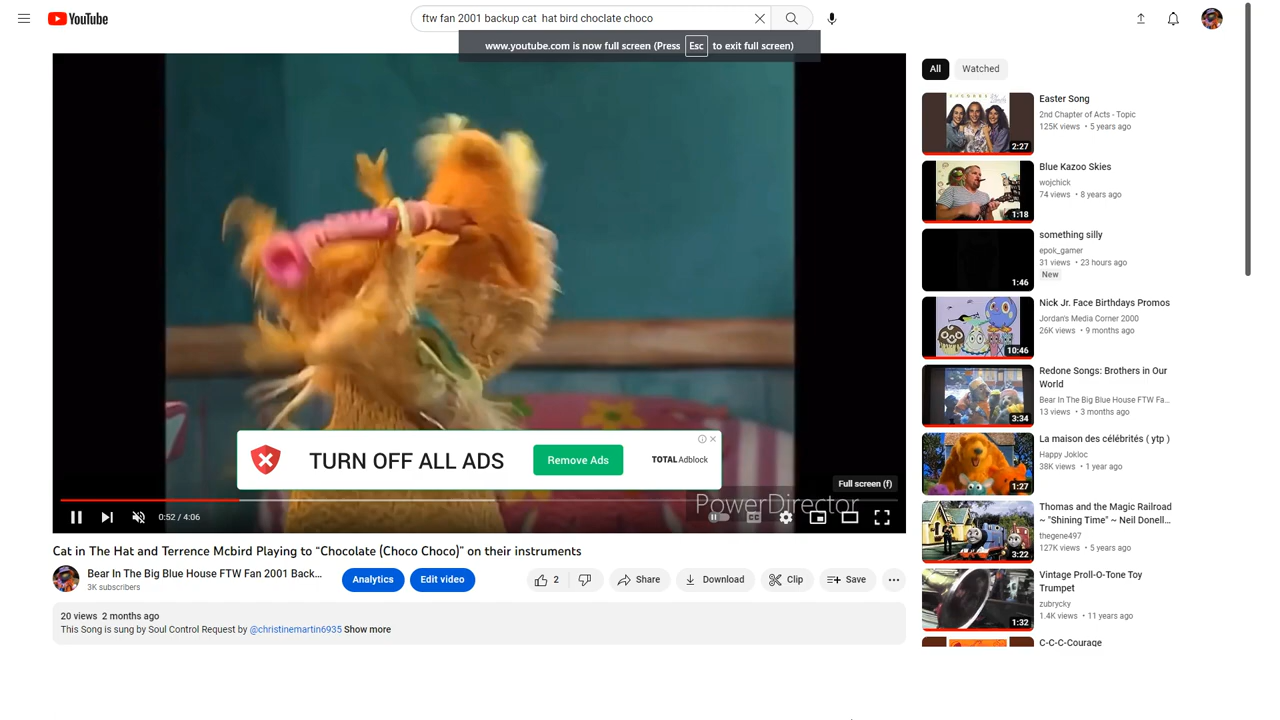 YouTube
ftw fan 2001 backup cat  hat bird choclate choco
www.youtube.com is now full screen (Press Esc to exit full screen)
TURN OFF ALL ADS
Remove Ads
TOTAL Adblock
Full screen (f)
PowerDirector
0:52 / 4:06
Cat in The Hat and Terrence Mcbird Playing to “Chocolate (Choco Choco)” on their instruments
Bear In The Big Blue House FTW Fan 2001 Back...
3K subscribers
Analytics
Edit video
2
Share
Download
Clip
Save
20 views  2 months ago
This Song is sung by Soul Control Request by @christinemartin6935 Show more
All
Watched
Easter Song
2nd Chapter of Acts - Topic
125K views • 5 years ago
2:27
Blue Kazoo Skies
wojchick
74 views • 8 years ago
1:18
something silly
epok_gamer
31 views • 23 hours ago
New
1:46
Nick Jr. Face Birthdays Promos
Jordan's Media Corner 2000
26K views • 9 months ago
10:46
Redone Songs: Brothers in Our
World
Bear In The Big Blue House FTW Fa...
13 views • 3 months ago
3:34
La maison des célébrités ( ytp )
Happy Jokloc
38K views • 1 year ago
1:27
Thomas and the Magic Railroad
~ "Shining Time" ~ Neil Donell...
thegene497
127K views • 5 years ago
3:22
Vintage Proll-O-Tone Toy
Trumpet
zubrycky
1.4K views • 11 years ago
1:32
C-C-C-Courage